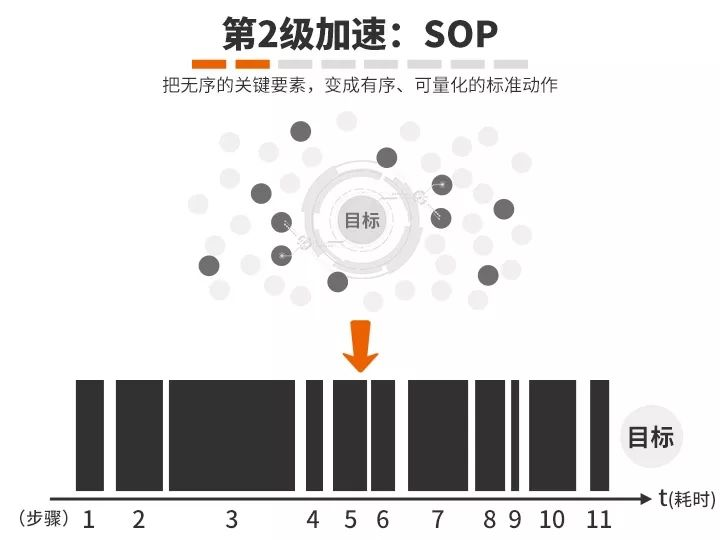 第2级加速：SOP
把无序的关键要素，变成有序、可量化的标准动作
目标
目标
t(耗时)
（步骤） 1 2 3 4 5 6 7 8 9 10 11